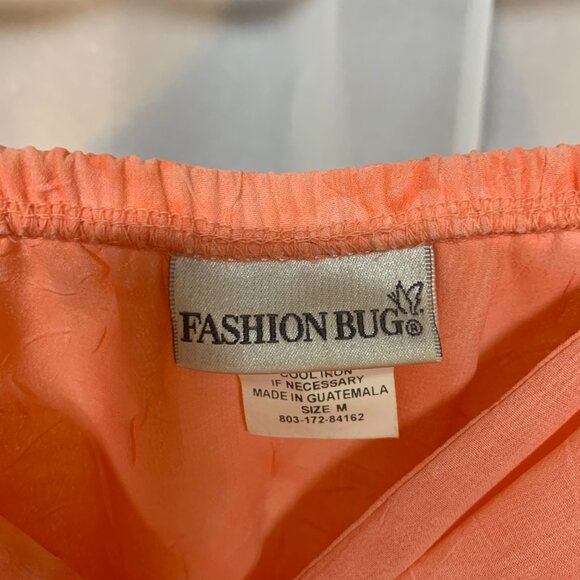 FASHION BUG®
COOL IRON
IF NECESSARY
MADE IN GUATEMALA
SIZE M
803-172-84162